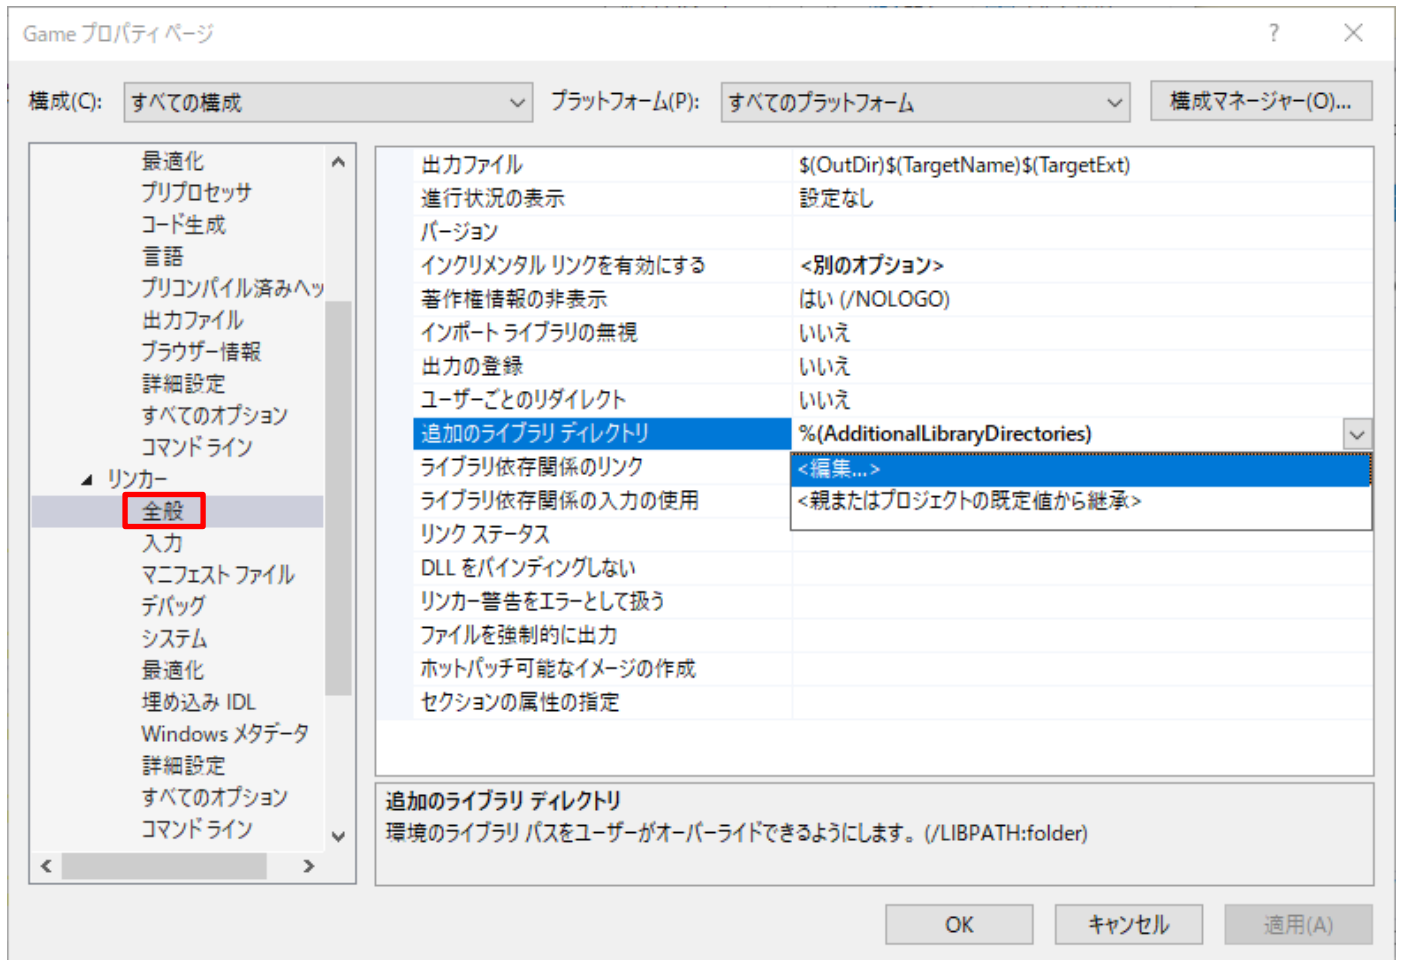 Game プロパティ ページ
?
構成(C): すべての構成 プラットフォーム(P): すべてのプラットフォーム 構成マネージャー(O)...
最適化
プリプロセッサ
コード生成
言語
プリコンパイル済みヘッ
出力ファイル
ブラウザー情報
詳細設定
すべてのオプション
コマンド ライン
リンカー
全般
入力
マニフェスト ファイル
デバッグ
システム
最適化
埋め込み IDL
Windows メタデータ
詳細設定
すべてのオプション
コマンド ライン
出力ファイル $(OutDir)$(TargetName)$(TargetExt)
進行状況の表示 設定なし
バージョン
インクリメンタル リンクを有効にする <別のオプション>
著作権情報の非表示 はい (/NOLOGO)
インポート ライブラリの無視 いいえ
出力の登録 いいえ
ユーザーごとのリダイレクト いいえ
追加のライブラリ ディレクトリ %(AdditionalLibraryDirectories)
ライブラリ依存関係のリンク <編集...>
ライブラリ依存関係の入力の使用 <親またはプロジェクトの既定値から継承>
リンク ステータス
DLL をバインディングしない
リンカー警告をエラーとして扱う
ファイルを強制的に出力
ホットパッチ可能なイメージの作成
セクションの属性の指定
追加のライブラリ ディレクトリ
環境のライブラリ パスをユーザーがオーバーライドできるようにします。(/LIBPATH:folder)
OK キャンセル 適用(A)